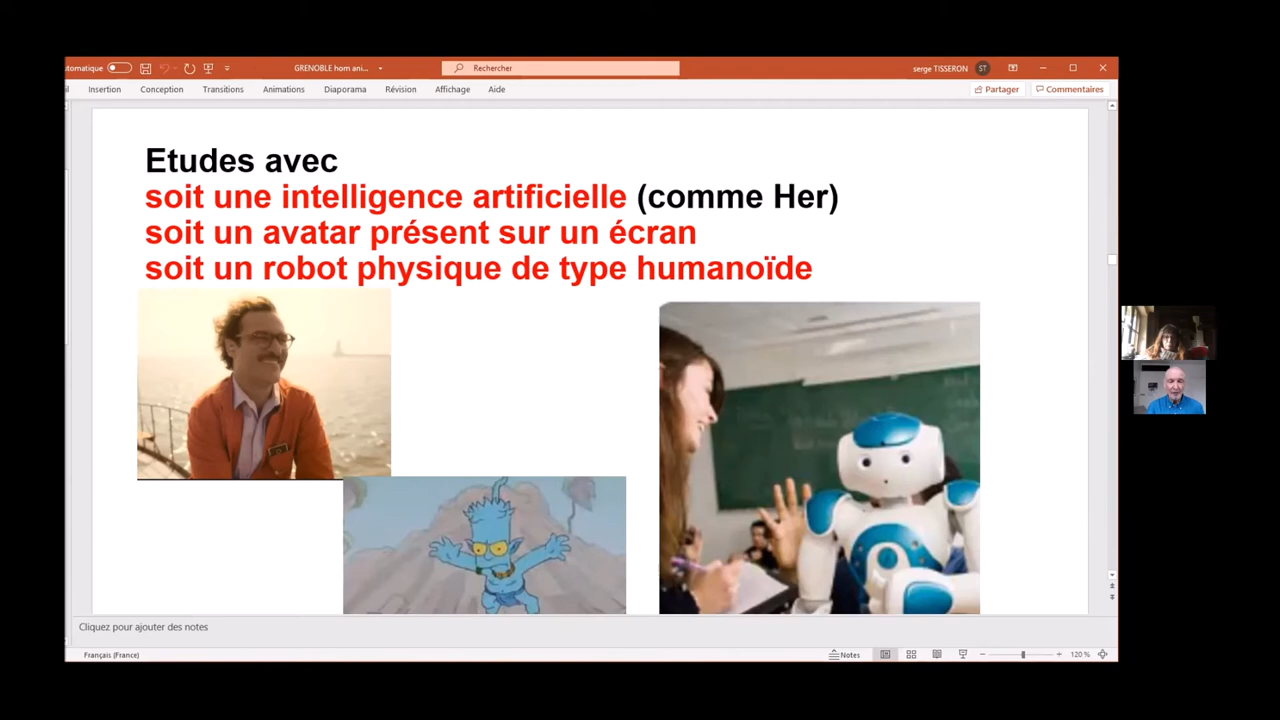 utomatique
GRENOBLE hom ani...
Rechercher
serge TISSERON
ST
il
Insertion
Conception
Transitions
Animations
Diaporama
Révision
Affichage
Aide
Partager
Commentaires
Etudes avec
soit une intelligence artificielle (comme Her)
soit un avatar présent sur un écran
soit un robot physique de type humanoïde
Cliquez pour ajouter des notes
Français (France)
Notes
120 %